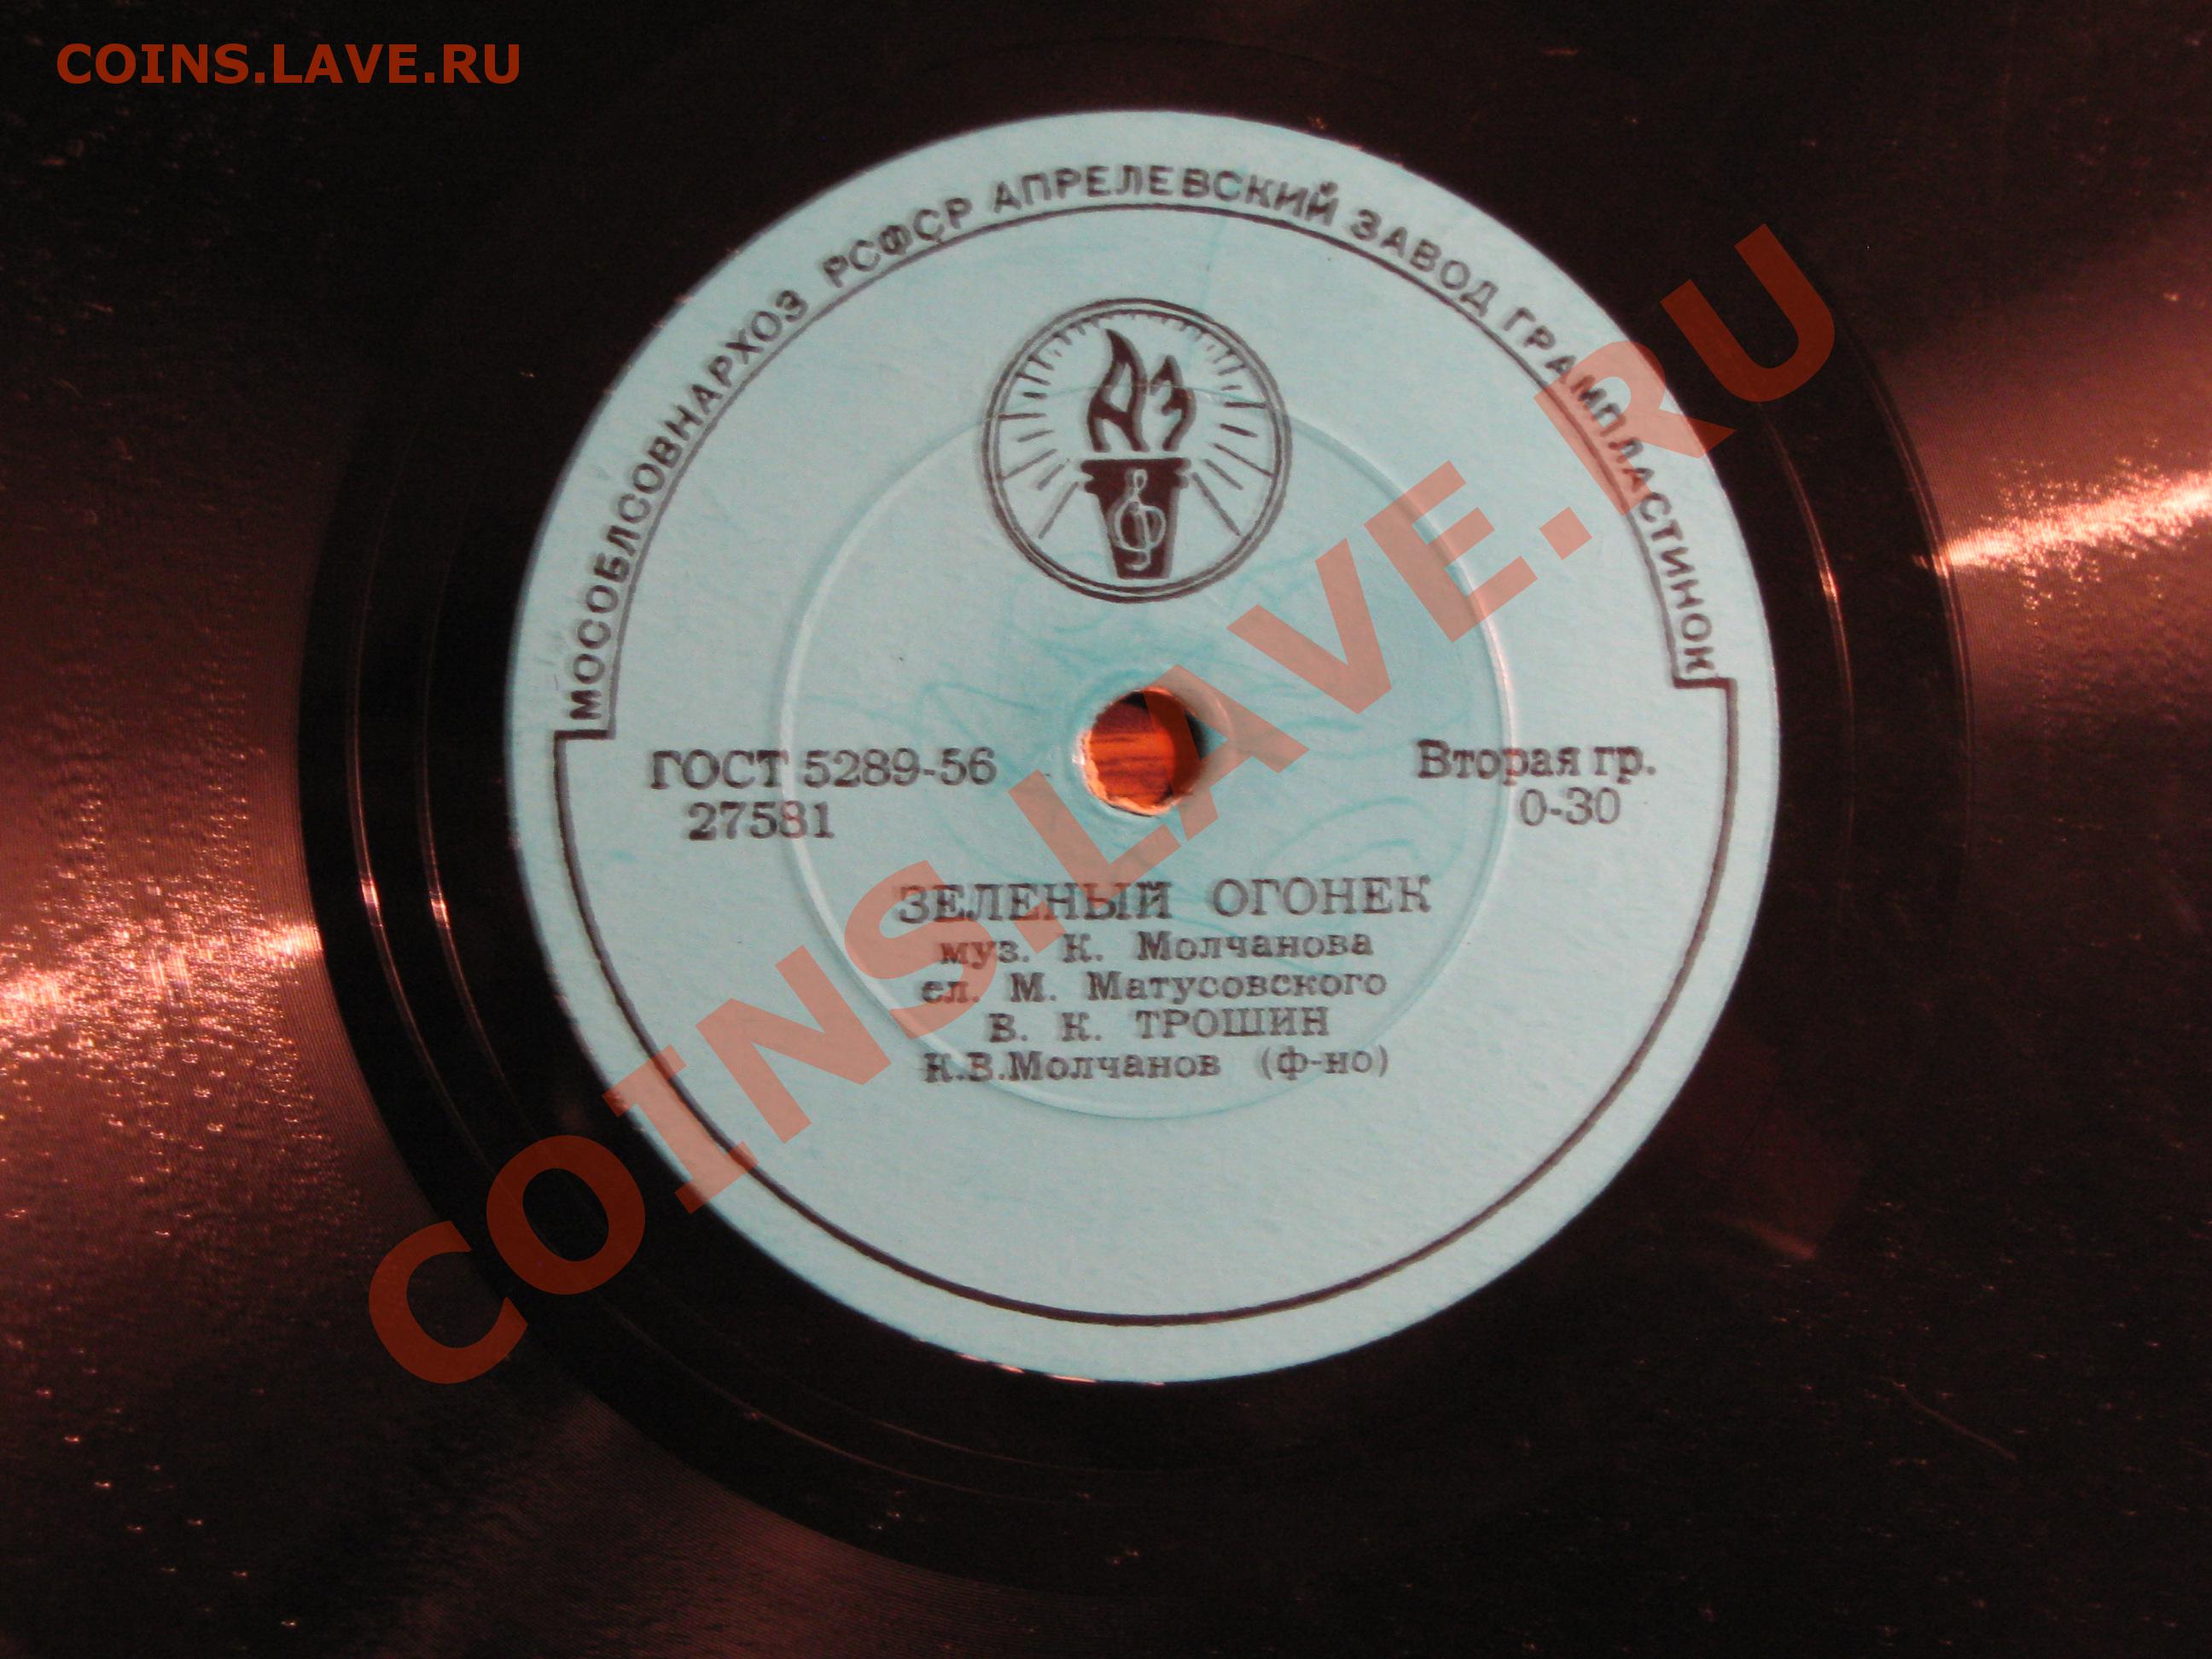 COINS.LAVE.RU
МОСОБЛСОВНАРХОЗ РСФСР АПРЕЛЕВСКИЙ ЗАВОД ГРАМПЛАСТИНОК
АЗ
ГОСТ 5289-56
27581
Вторая гр.
0-30
ЗЕЛЕНЫЙ ОГОНЕК
муз. К. Молчанова
сл. М. Матусовского
В. К. ТРОШИН
К.В.Молчанов (ф-но)
COINS.LAVE.RU